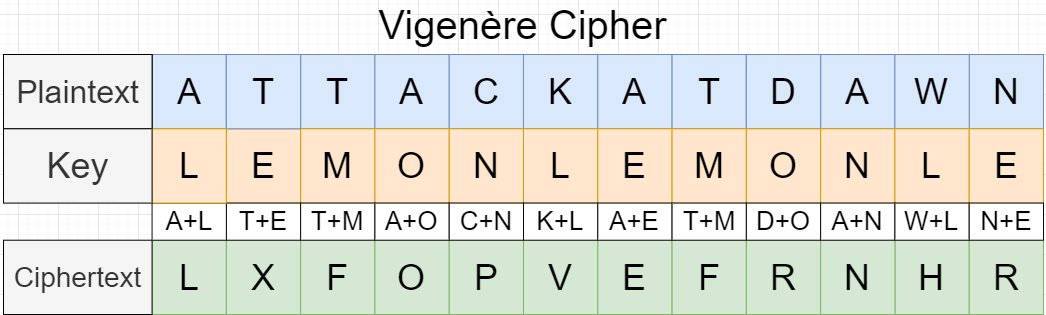 Vigenère Cipher
Plaintext A T T A C K A T D A W N
Key L E M O N L E M O N L E
A+L T+E T+M A+O C+N K+L A+E T+M D+O A+N W+L N+E
Ciphertext L X F O P V E F R N H R